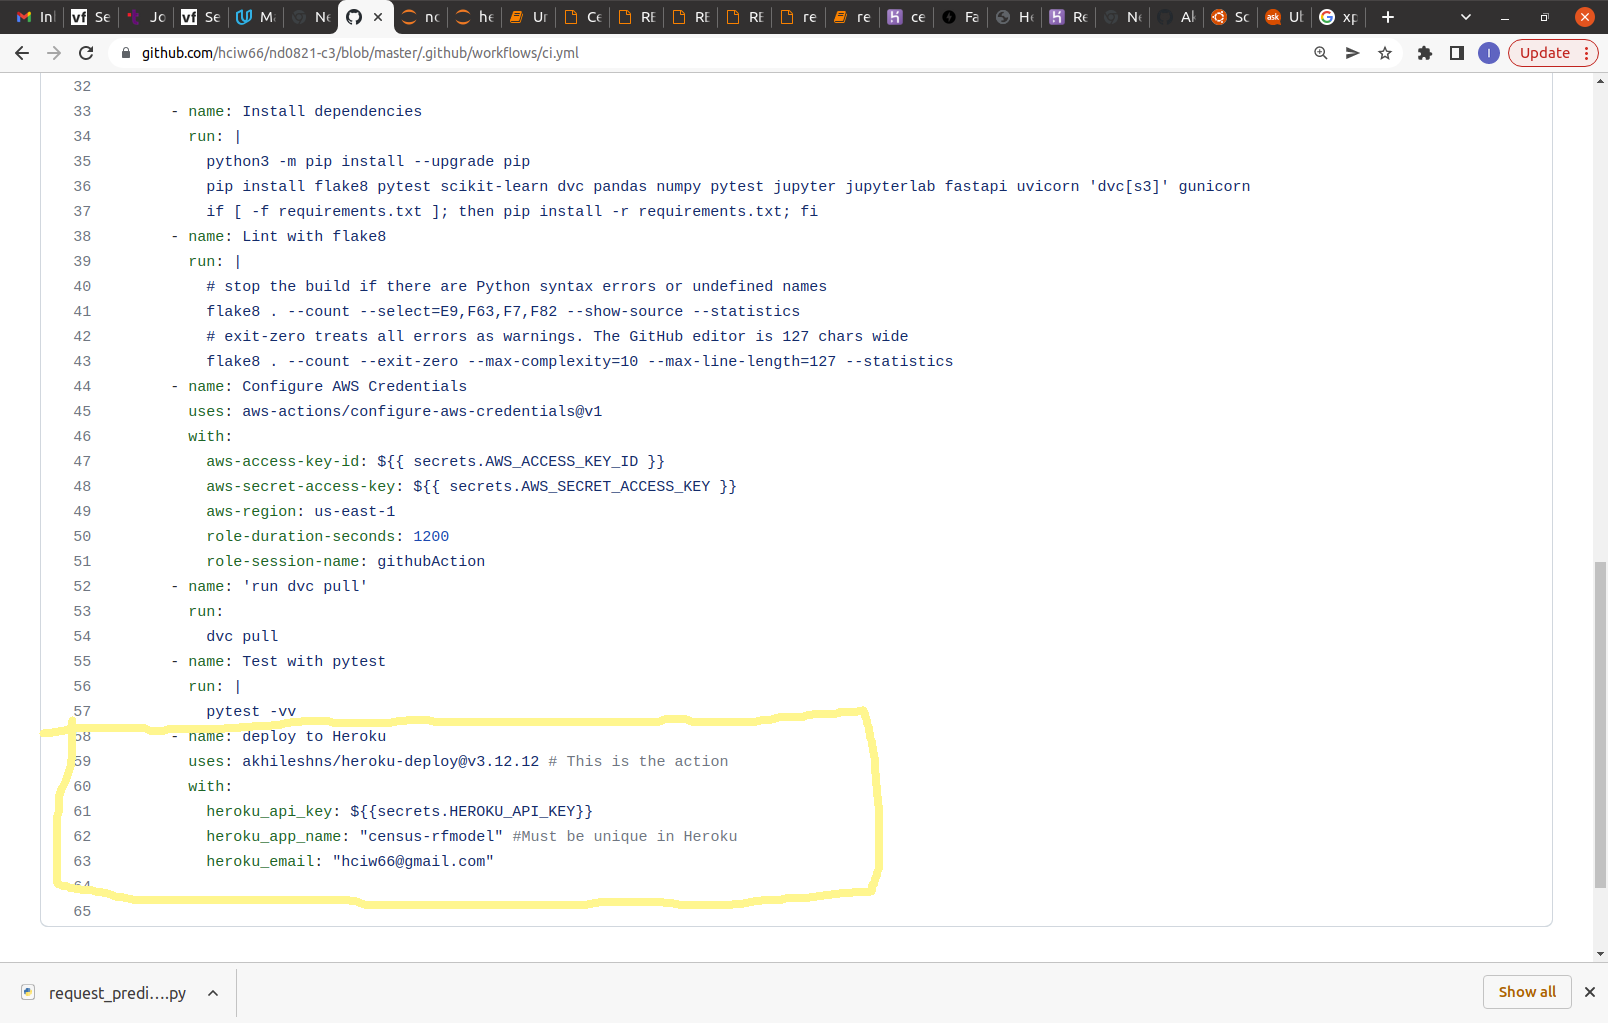 In
Se
Jo
Se
Ma
Ne
no
he
Un
Ce
RE
RE
RE
re
re
ce
Fa
He
Re
Ne
Ak
Sc
ask
Ub
xp
github.com/hciw66/nd0821-c3/blob/master/.github/workflows/ci.yml
I
Update
32
33 - name: Install dependencies
34 run: |
35 python3 -m pip install --upgrade pip
36 pip install flake8 pytest scikit-learn dvc pandas numpy pytest jupyter jupyterlab fastapi uvicorn 'dvc[s3]' gunicorn
37 if [ -f requirements.txt ]; then pip install -r requirements.txt; fi
38 - name: Lint with flake8
39 run: |
40 # stop the build if there are Python syntax errors or undefined names
41 flake8 . --count --select=E9,F63,F7,F82 --show-source --statistics
42 # exit-zero treats all errors as warnings. The GitHub editor is 127 chars wide
43 flake8 . --count --exit-zero --max-complexity=10 --max-line-length=127 --statistics
44 - name: Configure AWS Credentials
45 uses: aws-actions/configure-aws-credentials@v1
46 with:
47 aws-access-key-id: ${{ secrets.AWS_ACCESS_KEY_ID }}
48 aws-secret-access-key: ${{ secrets.AWS_SECRET_ACCESS_KEY }}
49 aws-region: us-east-1
50 role-duration-seconds: 1200
51 role-session-name: githubAction
52 - name: 'run dvc pull'
53 run:
54 dvc pull
55 - name: Test with pytest
56 run: |
57 pytest -vv
58 - name: deploy to Heroku
59 uses: akhileshns/heroku-deploy@v3.12.12 # This is the action
60 with:
61 heroku_api_key: ${{secrets.HEROKU_API_KEY}}
62 heroku_app_name: "census-rfmodel" #Must be unique in Heroku
63 heroku_email: "hciw66@gmail.com"
64
65
request_predi....py
Show all